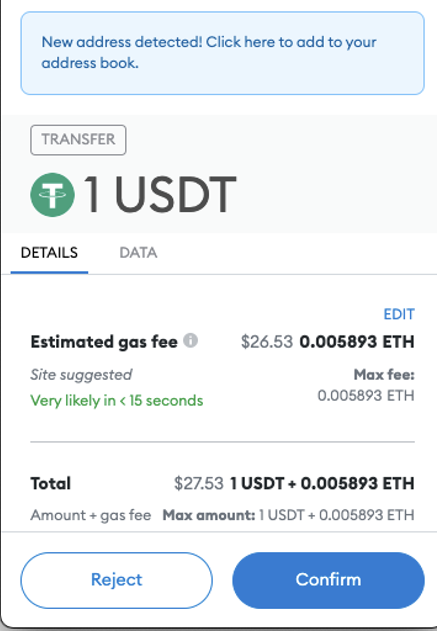 New address detected! Click here to add to your
address book.
TRANSFER
1 USDT
DETAILS DATA
EDIT
Estimated gas fee $26.53 0.005893 ETH
Site suggested Max fee:
Very likely in < 15 seconds 0.005893 ETH
Total $27.53 1 USDT + 0.005893 ETH
Amount + gas fee Max amount: 1 USDT + 0.005893 ETH
Reject Confirm